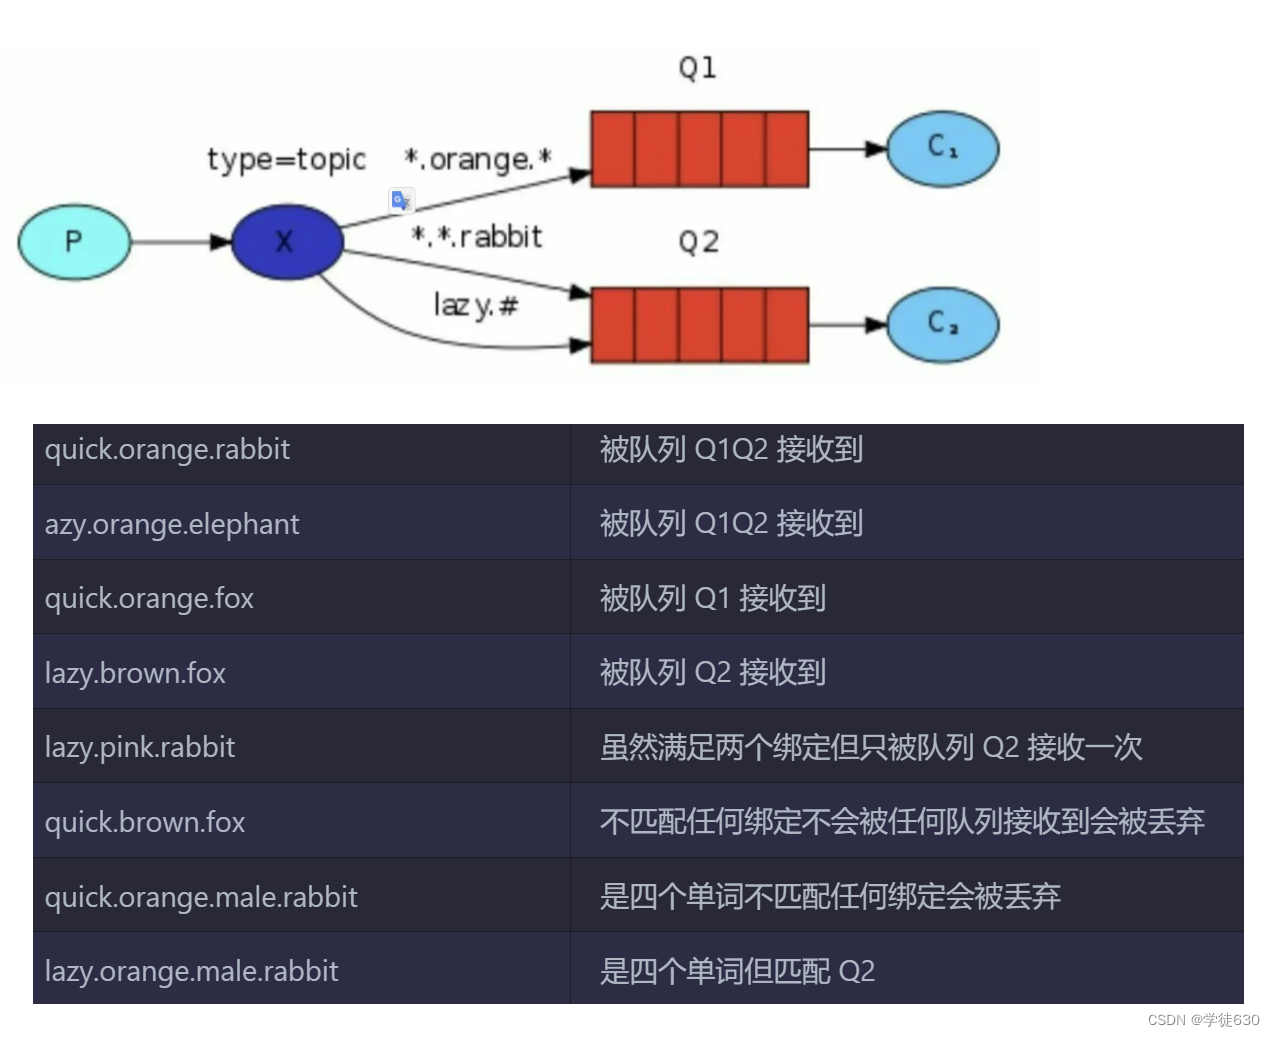 Q1
type=topic *.orange.*
C₁
*.*.rabbit
Q2
P
X
lazy.#
C₂
quick.orange.rabbit 被队列 Q1Q2 接收到
azy.orange.elephant 被队列 Q1Q2 接收到
quick.orange.fox 被队列 Q1 接收到
lazy.brown.fox 被队列 Q2 接收到
lazy.pink.rabbit 虽然满足两个绑定但只被队列 Q2 接收一次
quick.brown.fox 不匹配任何绑定不会被任何队列接收到会被丢弃
quick.orange.male.rabbit 是四个单词不匹配任何绑定会被丢弃
lazy.orange.male.rabbit 是四个单词但匹配 Q2
CSDN @学徒630